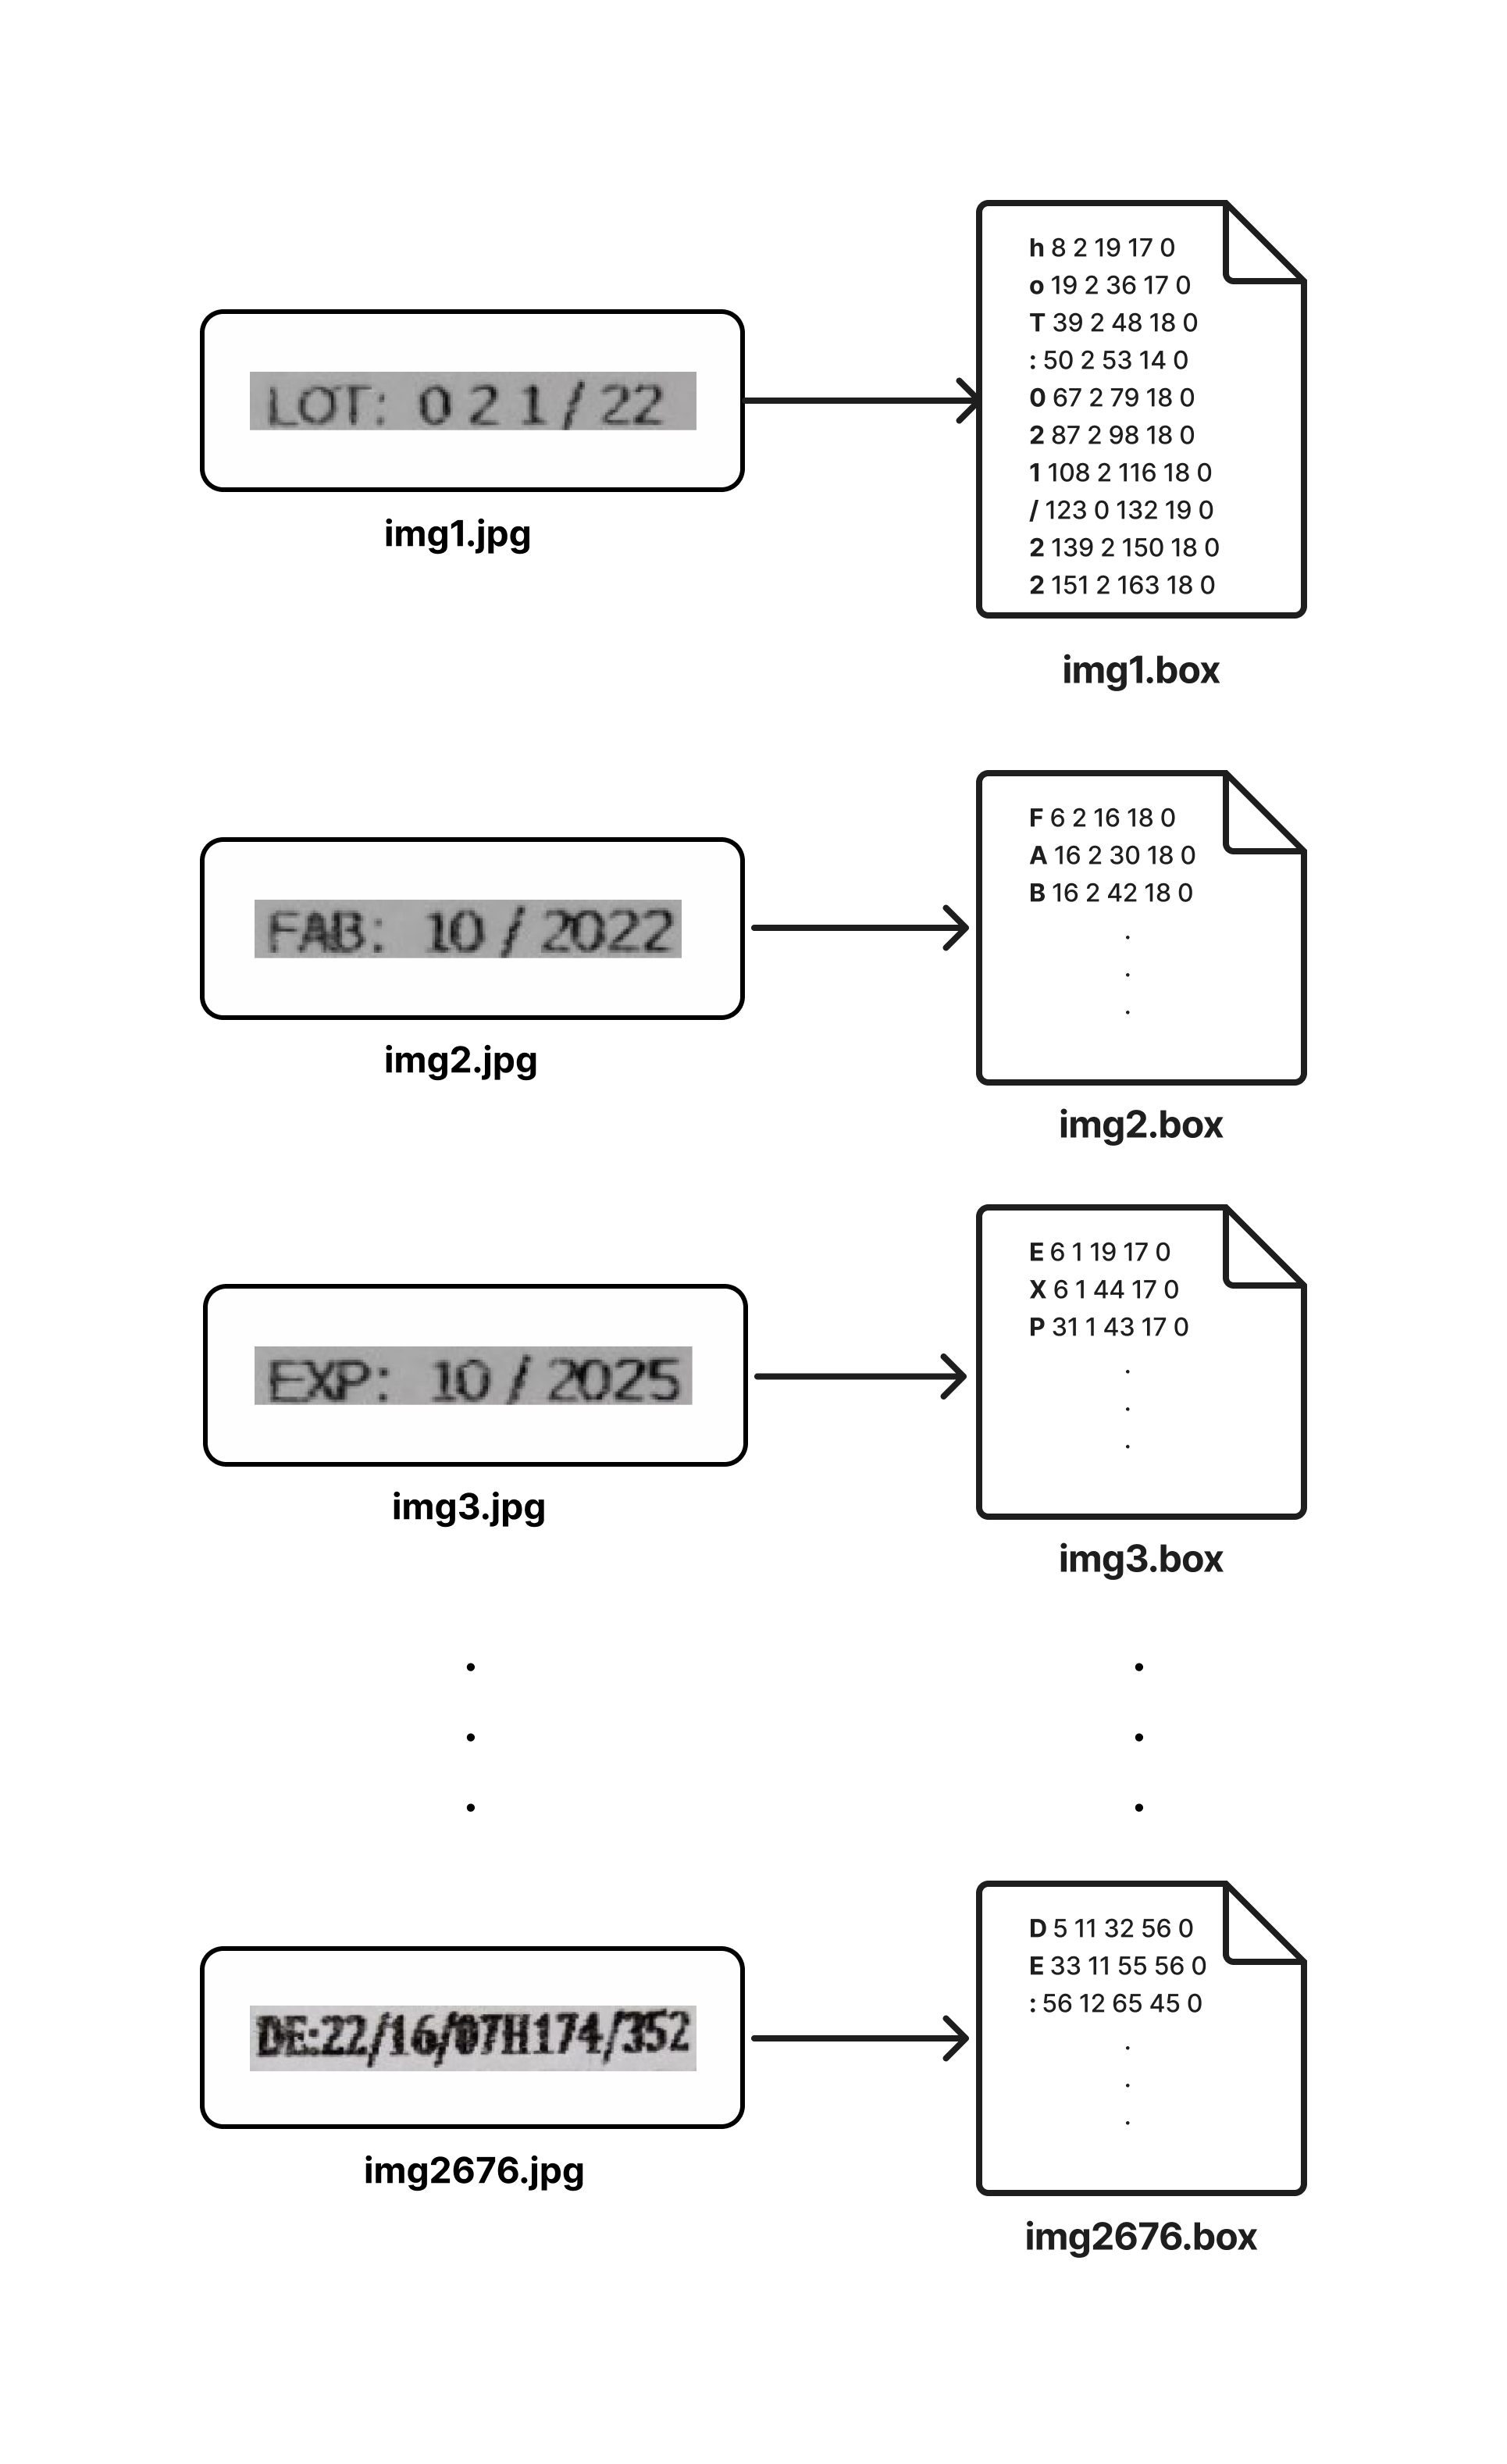 LOT: 0 2 1 / 22
img1.jpg
h 8 2 19 17 0
o 19 2 36 17 0
T 39 2 48 18 0
: 50 2 53 14 0
0 67 2 79 18 0
2 87 2 98 18 0
1 108 2 116 18 0
/ 123 0 132 19 0
2 139 2 150 18 0
2 151 2 163 18 0
img1.box
FAB: 10 / 2022
img2.jpg
F 6 2 16 18 0
A 16 2 30 18 0
B 16 2 42 18 0
.
.
.
img2.box
EXP: 10 / 2025
img3.jpg
E 6 1 19 17 0
X 6 1 44 17 0
P 31 1 43 17 0
.
.
.
img3.box
. .
. .
. .
DE:22/16/07H174/352
img2676.jpg
D 5 11 32 56 0
E 33 11 55 56 0
: 56 12 65 45 0
.
.
.
img2676.box